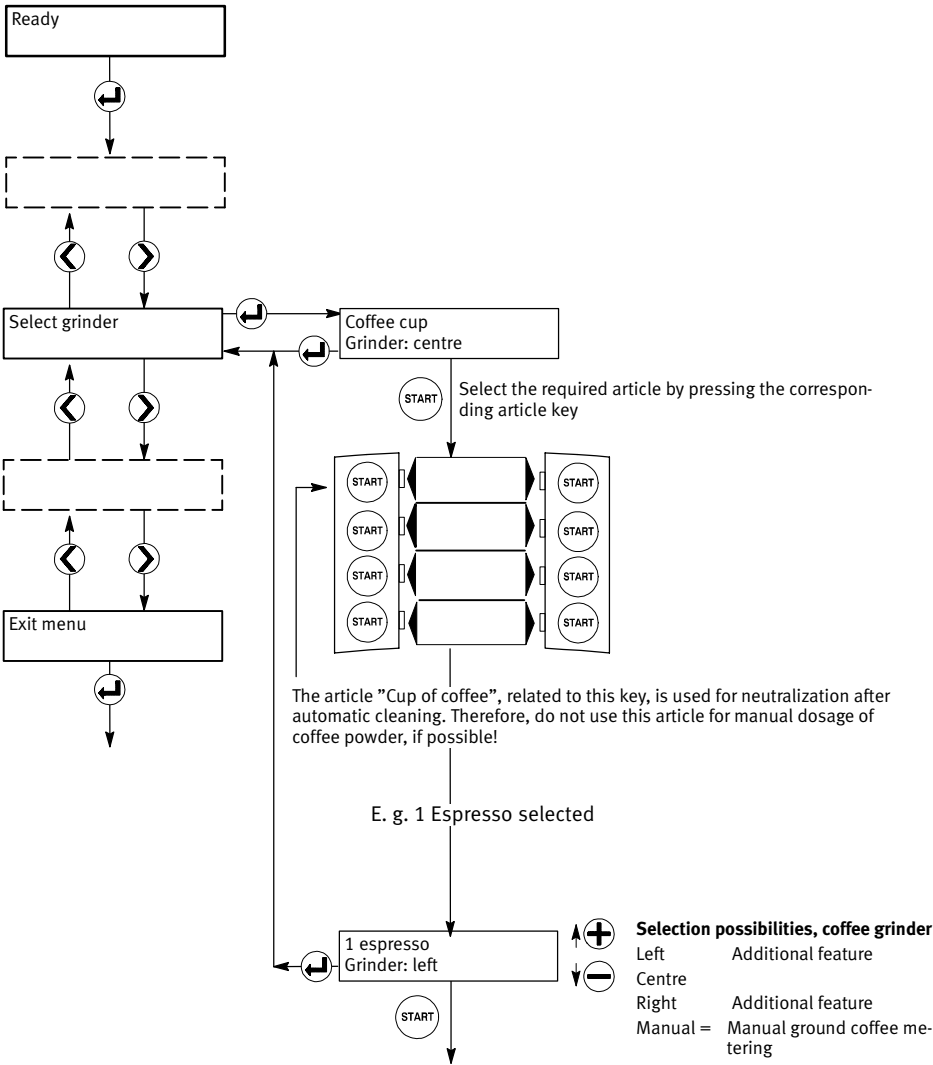 Ready
Select grinder
Coffee cup
Grinder: centre
START
Select the required article by pressing the correspon-
ding article key
START
START
START
START
START
START
START
START
Exit menu
The article ”Cup of coffee”, related to this key, is used for neutralization after
automatic cleaning. Therefore, do not use this article for manual dosage of
coffee powder, if possible!
E. g. 1 Espresso selected
1 espresso
Grinder: left
START
Selection possibilities, coffee grinder
Left Additional feature
Centre
Right Additional feature
Manual = Manual ground coffee me-
tering